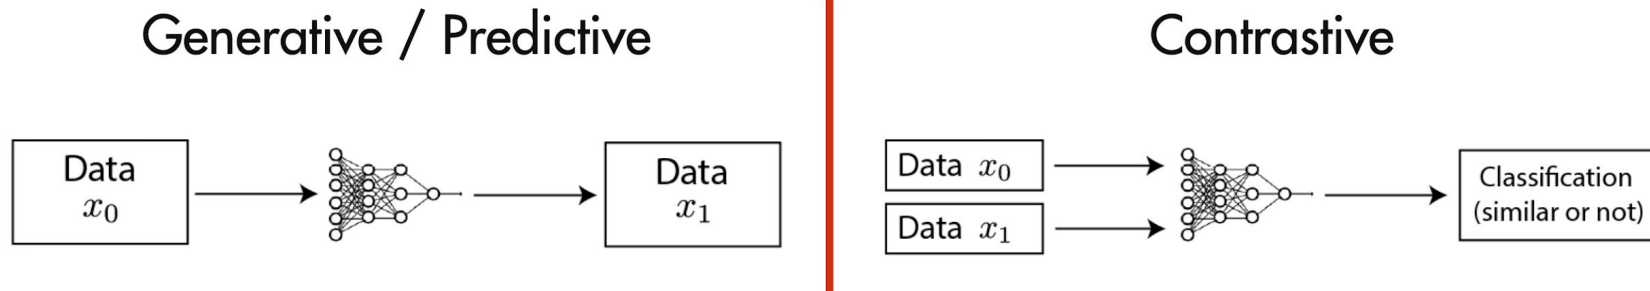 Generative / Predictive
Data
x₀
Data
x₁
Contrastive
Data x₀
Data x₁
Classification
(similar or not)